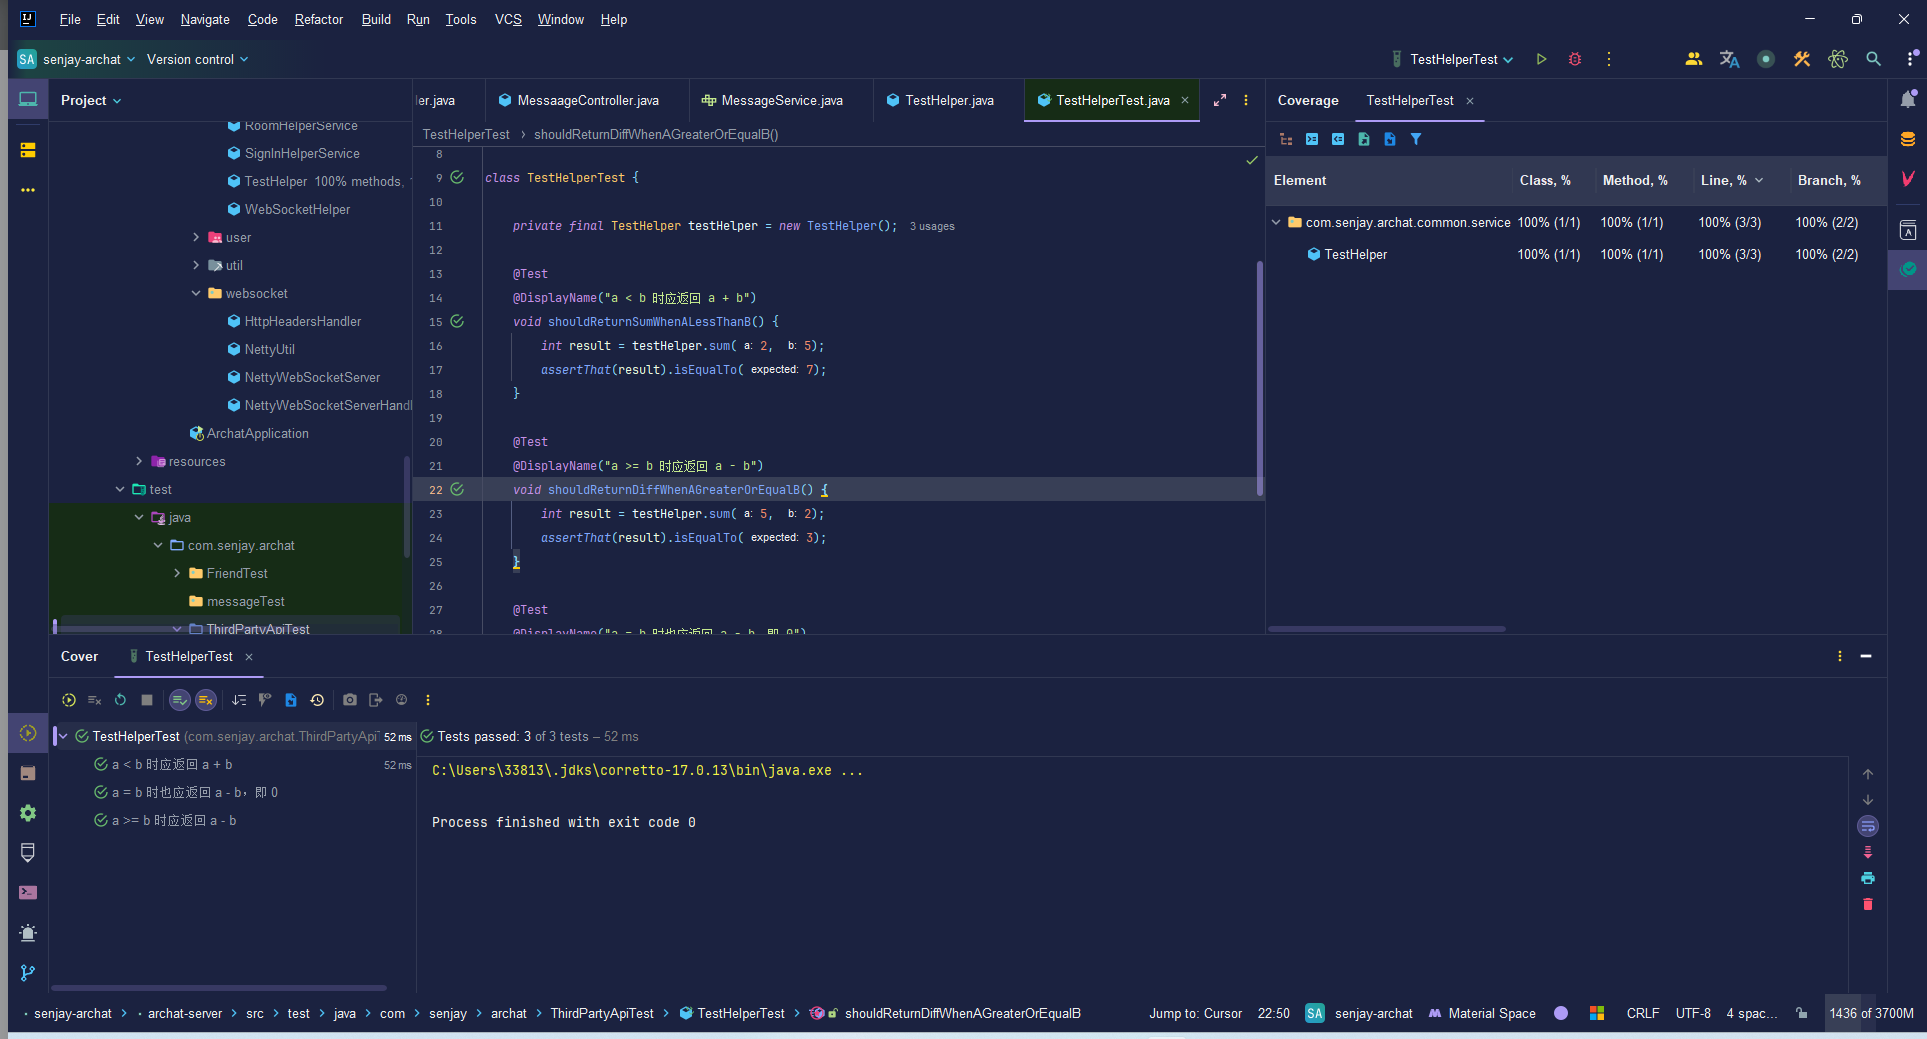 File Edit View Navigate Code Refactor Build Run Tools VCS Window Help
SA senjay-archat Version control TestHelperTest
Project
ler.java MessaageController.java MessageService.java TestHelper.java TestHelperTest.java
Coverage TestHelperTest
TestHelperTest shouldReturnDiffWhenAGreaterOrEqualB()
RoomHelperService
SignInHelperService
TestHelper 100% methods,
WebSocketHelper
user
util
websocket
HttpHeadersHandler
NettyUtil
NettyWebSocketServer
NettyWebSocketServerHandl
ArchatApplication
resources
test
java
com.senjay.archat
FriendTest
messageTest
ThirdPartyApiTest
8
9 class TestHelperTest {
10
11 private final TestHelper testHelper = new TestHelper(); 3 usages
12
13 @Test
14 @DisplayName("a < b 时应返回 a + b")
15 void shouldReturnSumWhenALessThanB() {
16 int result = testHelper.sum( a: 2, b: 5);
17 assertThat(result).isEqualTo( expected: 7);
18 }
19
20 @Test
21 @DisplayName("a >= b 时应返回 a - b")
22 void shouldReturnDiffWhenAGreaterOrEqualB() {
23 int result = testHelper.sum( a: 5, b: 2);
24 assertThat(result).isEqualTo( expected: 3);
25 }
26
27 @Test
28 @DisplayName("a = b 时也应返回 a - b，即 0")
Element Class, % Method, % Line, % Branch, %
com.senjay.archat.common.service 100% (1/1) 100% (1/1) 100% (3/3) 100% (2/2)
TestHelper 100% (1/1) 100% (1/1) 100% (3/3) 100% (2/2)
Cover TestHelperTest
TestHelperTest (com.senjay.archat.ThirdPartyApiT 52 ms
a < b 时应返回 a + b 52 ms
a = b 时也应返回 a - b，即 0
a >= b 时应返回 a - b
Tests passed: 3 of 3 tests – 52 ms
C:\Users\33813\.jdks\corretto-17.0.13\bin\java.exe ...
Process finished with exit code 0
senjay-archat archat-server src test java com senjay archat ThirdPartyApiTest TestHelperTest shouldReturnDiffWhenAGreaterOrEqualB
Jump to: Cursor 22:50 SA senjay-archat Material Space CRLF UTF-8 4 spac... 1436 of 3700M